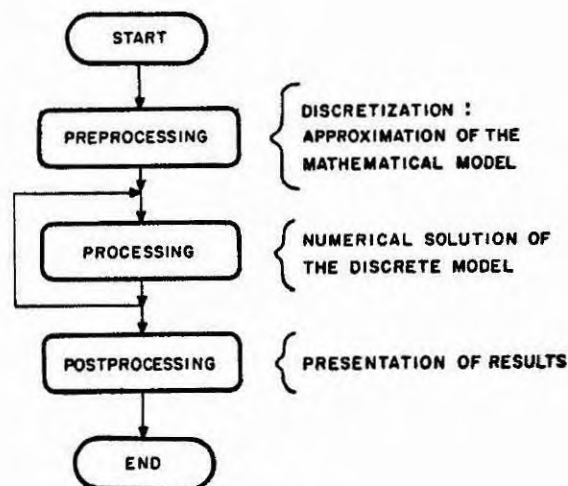 START
PREPROCESSING
DISCRETIZATION :
APPROXIMATION OF THE
MATHEMATICAL MODEL
PROCESSING
NUMERICAL SOLUTION OF
THE DISCRETE MODEL
POSTPROCESSING
PRESENTATION OF RESULTS
END